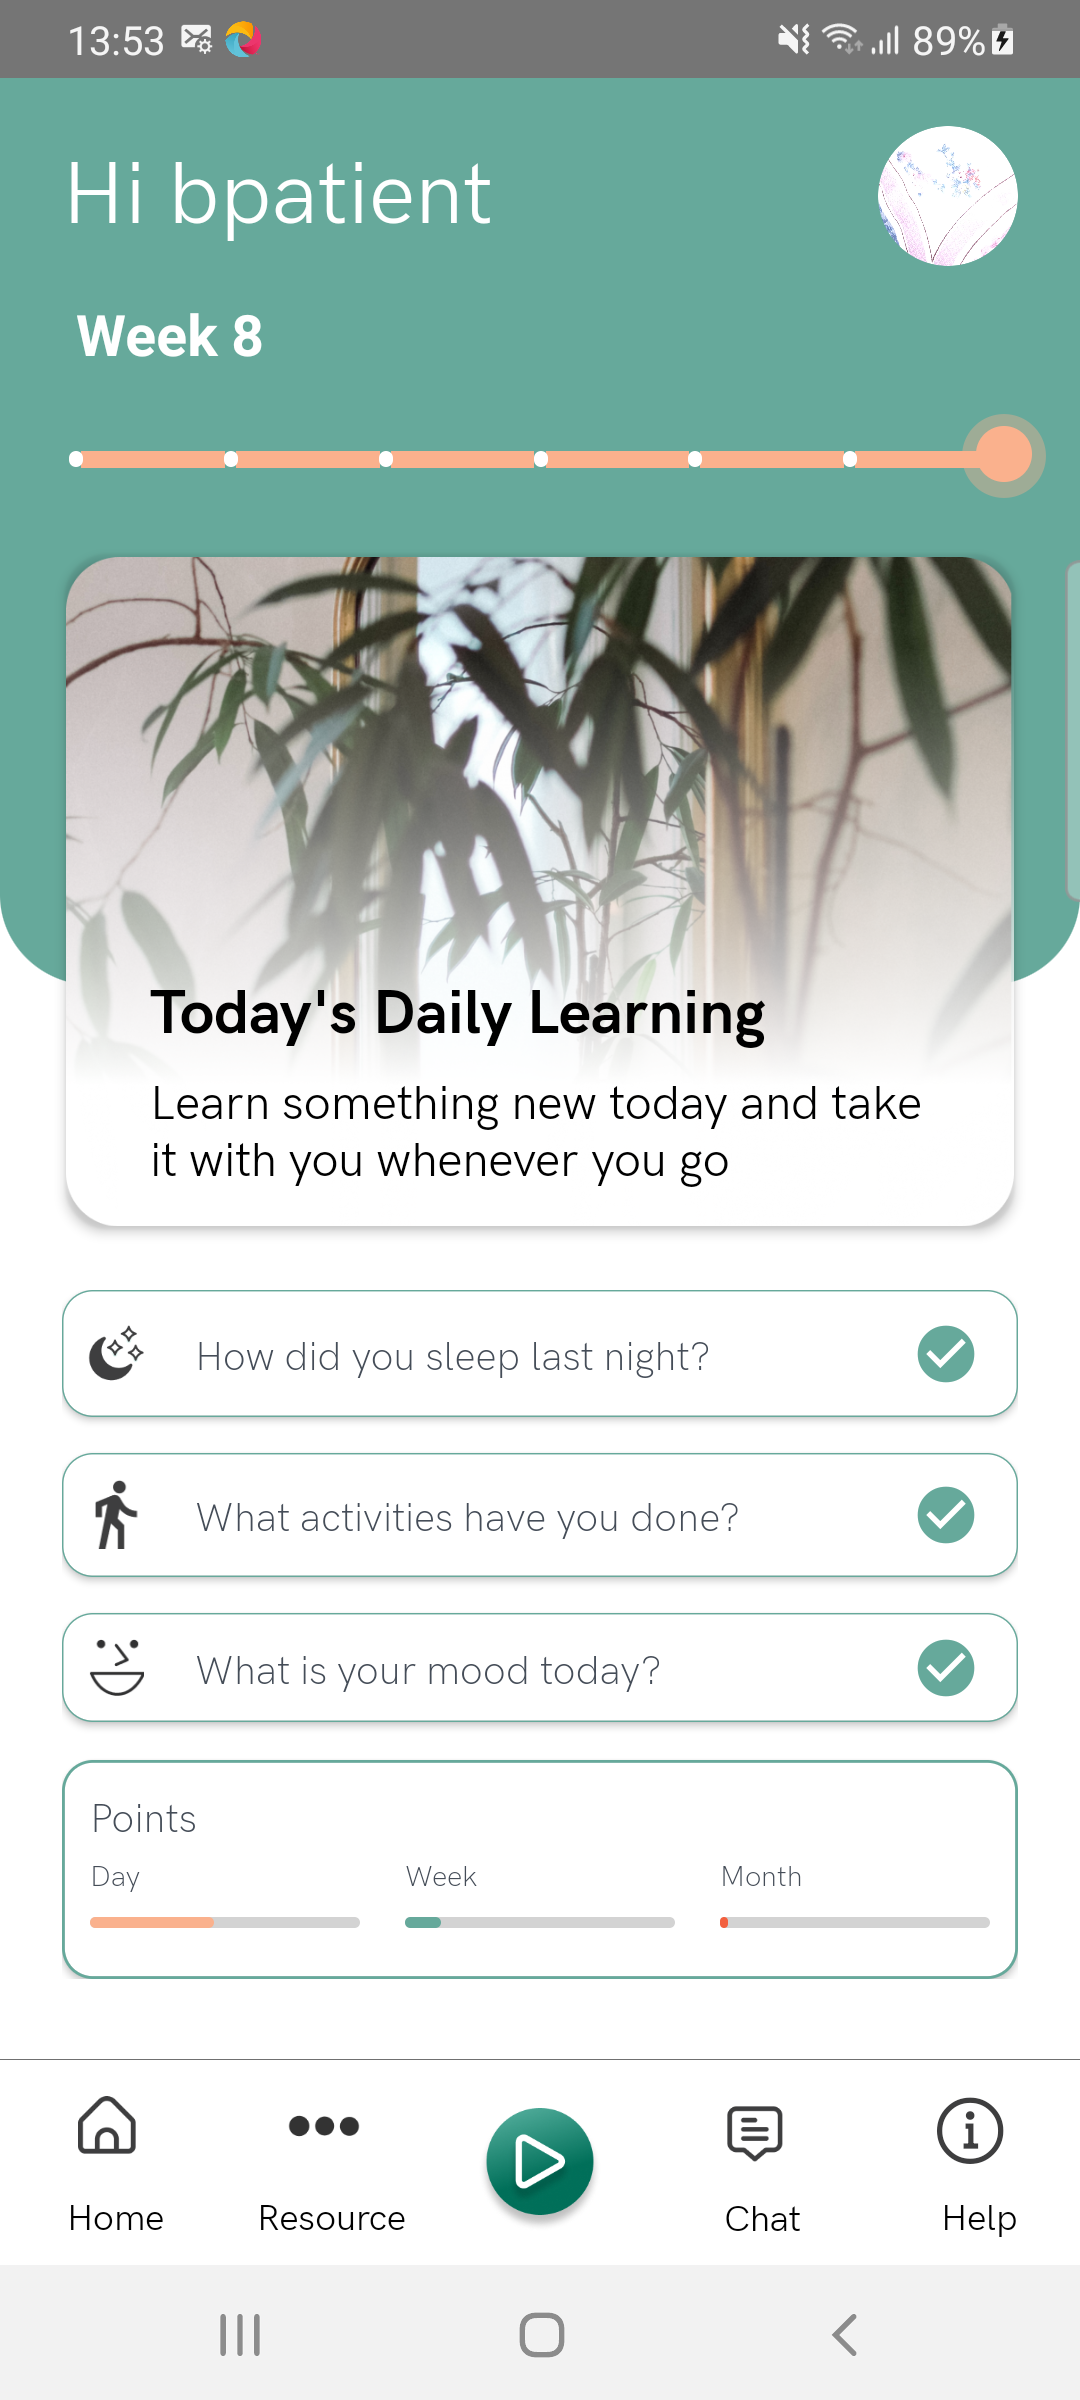 13:53
89%
Hi bpatient
Week 8
Today's Daily Learning
Learn something new today and take
it with you whenever you go
How did you sleep last night?
What activities have you done?
What is your mood today?
Points
Day Week Month
Home Resource Chat Help